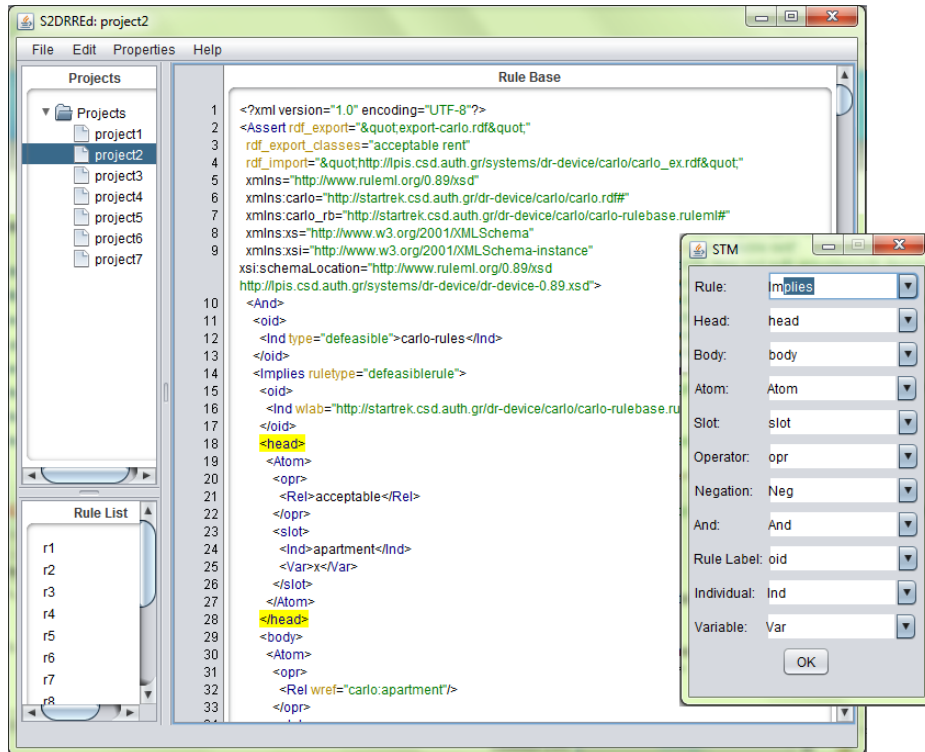 S2DRREd: project2
File Edit Properties Help
Projects
Projects
project1
project2
project3
project4
project5
project6
project7
Rule List
r1
r2
r3
r4
r5
r6
r7
r8
Rule Base
1 <?xml version="1.0" encoding="UTF-8"?>
2 <Assert rdf_export="&quot;export-carlo.rdf&quot;"
3 rdf_export_classes="acceptable rent"
4 rdf_import="&quot;http://lpis.csd.auth.gr/systems/dr-device/carlo/carlo_ex.rdf&quot;"
5 xmlns="http://www.ruleml.org/0.89/xsd"
6 xmlns:carlo="http://startrek.csd.auth.gr/dr-device/carlo/carlo.rdf#"
7 xmlns:carlo_rb="http://startrek.csd.auth.gr/dr-device/carlo/carlo-rulebase.ruleml#"
8 xmlns:xs="http://www.w3.org/2001/XMLSchema"
9 xmlns:xsi="http://www.w3.org/2001/XMLSchema-instance"
xsi:schemaLocation="http://www.ruleml.org/0.89/xsd
http://lpis.csd.auth.gr/systems/dr-device/dr-device-0.89.xsd">
10 <And>
11 <oid>
12 <Ind type="defeasible">carlo-rules</Ind>
13 </oid>
14 <Implies ruletype="defeasiblerule">
15 <oid>
16 <Ind wlab="http://startrek.csd.auth.gr/dr-device/carlo/carlo-rulebase.ru
17 </oid>
18 <head>
19 <Atom>
20 <opr>
21 <Rel>acceptable</Rel>
22 </opr>
23 <slot>
24 <Ind>apartment</Ind>
25 <Var>x</Var>
26 </slot>
27 </Atom>
28 </head>
29 <body>
30 <Atom>
31 <opr>
32 <Rel wref="carlo:apartment"/>
33 </opr>
STM
Rule: Implies
Head: head
Body: body
Atom: Atom
Slot: slot
Operator: opr
Negation: Neg
And: And
Rule Label: oid
Individual: Ind
Variable: Var
OK